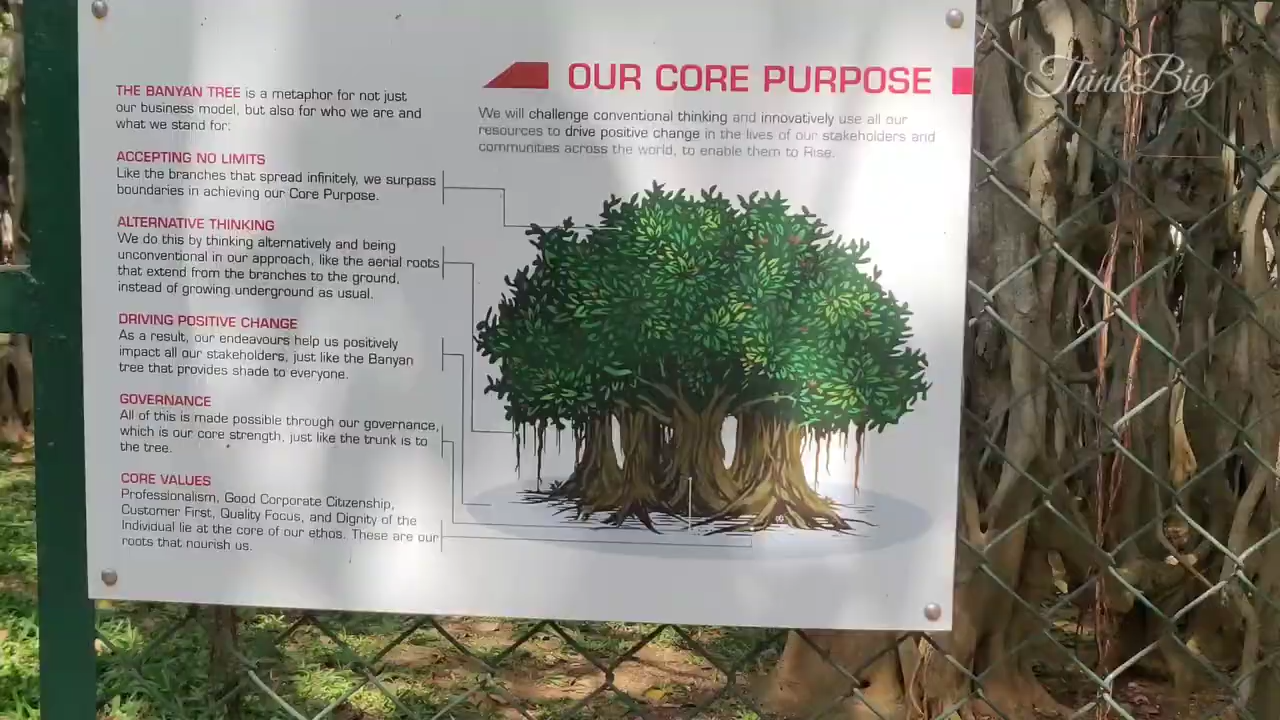 THE BANYAN TREE is a metaphor for not just
our business model, but also for who we are and
what we stand for:
ACCEPTING NO LIMITS
Like the branches that spread infinitely, we surpass
boundaries in achieving our Core Purpose.
ALTERNATIVE THINKING
We do this by thinking alternatively and being
unconventional in our approach, like the aerial roots
that extend from the branches to the ground,
instead of growing underground as usual.
DRIVING POSITIVE CHANGE
As a result, our endeavours help us positively
impact all our stakeholders, just like the Banyan
tree that provides shade to everyone.
GOVERNANCE
All of this is made possible through our governance,
which is our core strength, just like the trunk is to
the tree.
CORE VALUES
Professionalism, Good Corporate Citizenship,
Customer First, Quality Focus, and Dignity of the
Individual lie at the core of our ethos. These are our
roots that nourish us.
OUR CORE PURPOSE
We will challenge conventional thinking and innovatively use all our
resources to drive positive change in the lives of our stakeholders and
communities across the world, to enable them to Rise.
ThinkBig